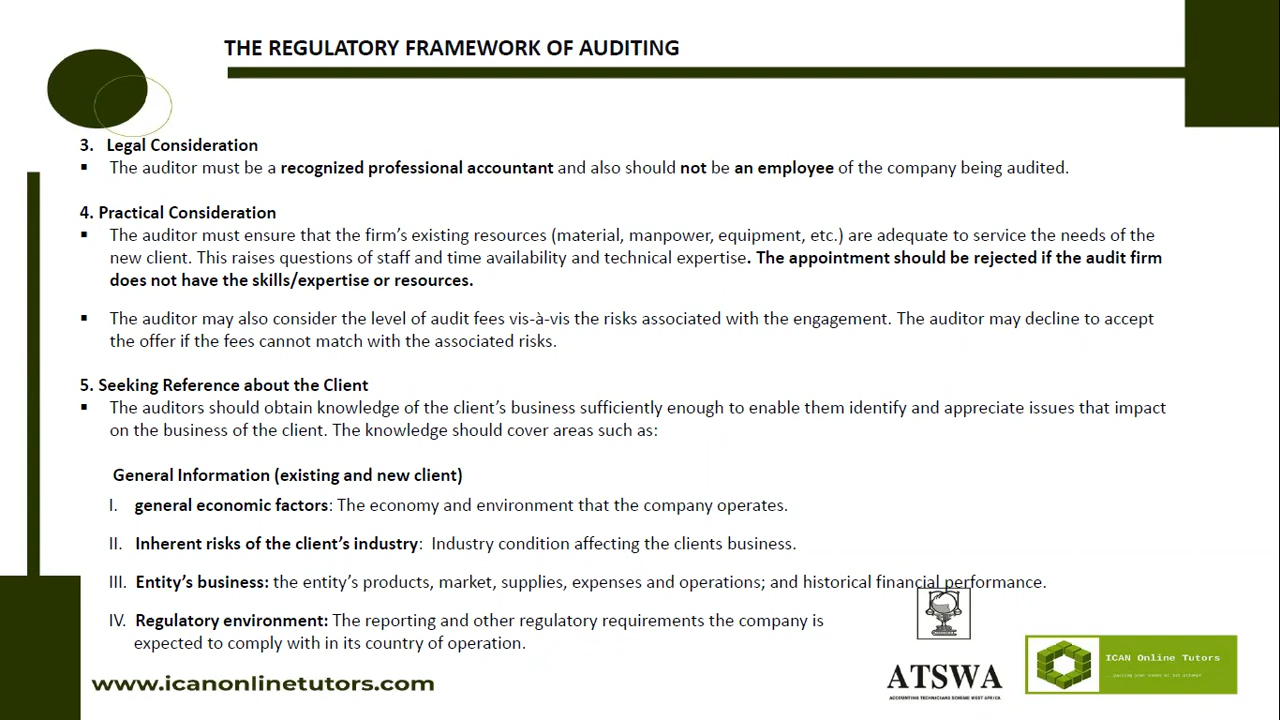 THE REGULATORY FRAMEWORK OF AUDITING
3. Legal Consideration
▪ The auditor must be a recognized professional accountant and also should not be an employee of the company being audited.
4. Practical Consideration
▪ The auditor must ensure that the firm's existing resources (material, manpower, equipment, etc.) are adequate to service the needs of the
new client. This raises questions of staff and time availability and technical expertise. The appointment should be rejected if the audit firm
does not have the skills/expertise or resources.
▪ The auditor may also consider the level of audit fees vis-à-vis the risks associated with the engagement. The auditor may decline to accept
the offer if the fees cannot match with the associated risks.
5. Seeking Reference about the Client
▪ The auditors should obtain knowledge of the client's business sufficiently enough to enable them identify and appreciate issues that impact
on the business of the client. The knowledge should cover areas such as:
General Information (existing and new client)
I. general economic factors: The economy and environment that the company operates.
II. Inherent risks of the client's industry: Industry condition affecting the clients business.
III. Entity's business: the entity's products, market, supplies, expenses and operations; and historical financial performance.
IV. Regulatory environment: The reporting and other regulatory requirements the company is
expected to comply with in its country of operation.
www.icanonlinetutors.com
ATSWA
ACCOUNTING TECHNICIANS SCHEME WEST AFRICA
ICAN Online Tutors